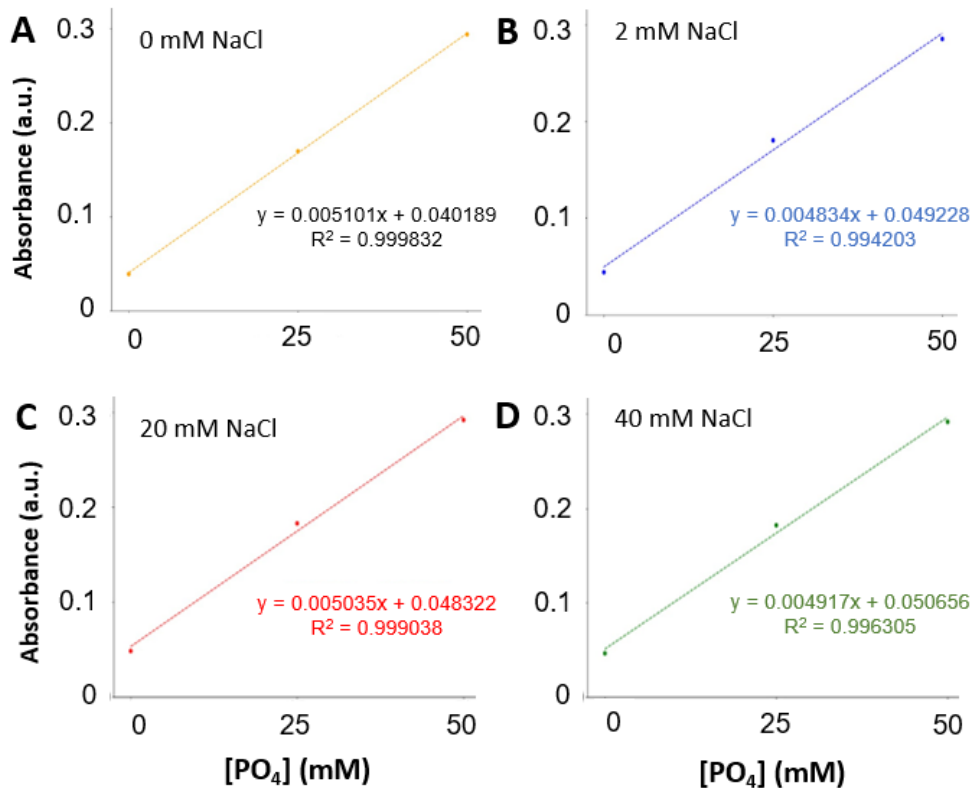 A
0 mM NaCl
Absorbance (a.u.)
0.3
0.2
0.1
0
y = 0.005101x + 0.040189
R² = 0.999832
0 25 50
B
2 mM NaCl
0.3
0.2
0.1
0
y = 0.004834x + 0.049228
R² = 0.994203
0 25 50
C
20 mM NaCl
Absorbance (a.u.)
0.3
0.2
0.1
0
y = 0.005035x + 0.048322
R² = 0.999038
0 25 50
[PO₄] (mM)
D
40 mM NaCl
0.3
0.2
0.1
0
y = 0.004917x + 0.050656
R² = 0.996305
0 25 50
[PO₄] (mM)